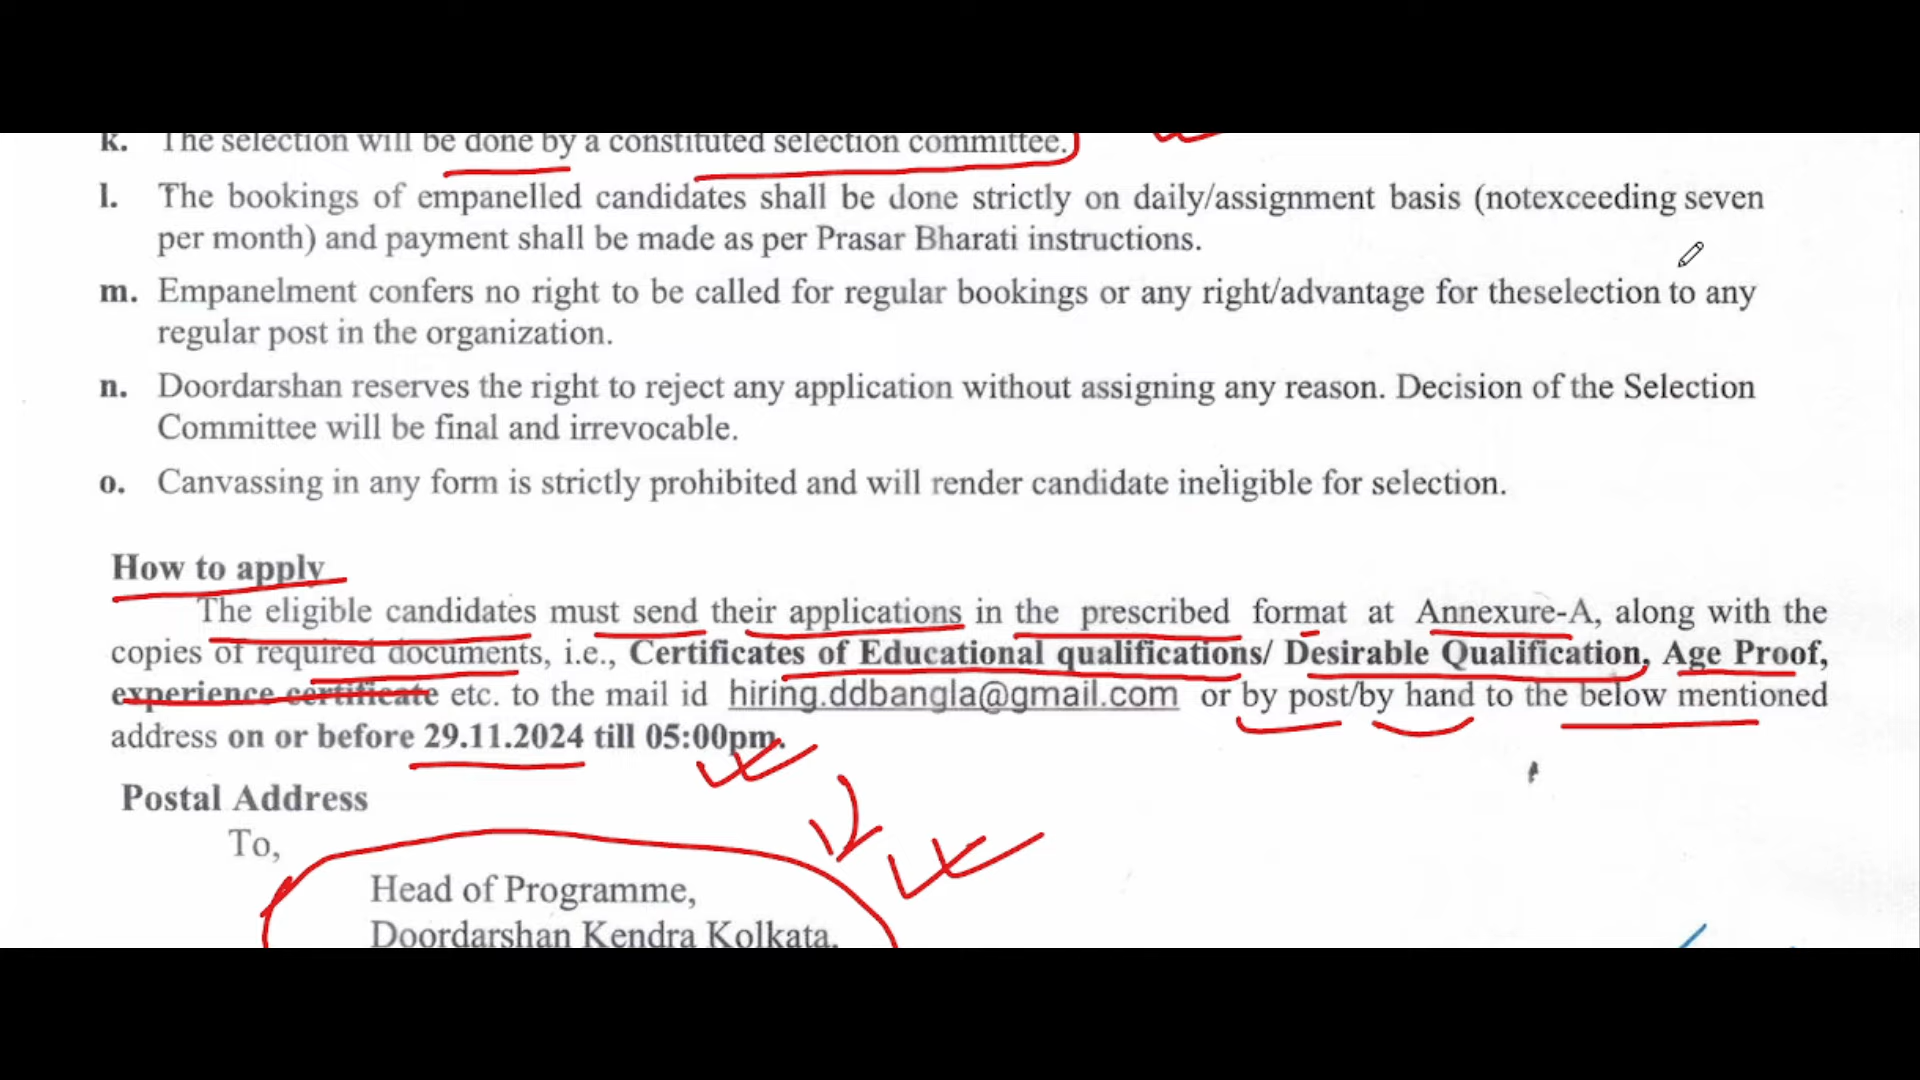 k. The selection will be done by a constituted selection committee.
l. The bookings of empanelled candidates shall be done strictly on daily/assignment basis (notexceeding seven
per month) and payment shall be made as per Prasar Bharati instructions.
m. Empanelment confers no right to be called for regular bookings or any right/advantage for theselection to any
regular post in the organization.
n. Doordarshan reserves the right to reject any application without assigning any reason. Decision of the Selection
Committee will be final and irrevocable.
o. Canvassing in any form is strictly prohibited and will render candidate ineligible for selection.
How to apply
The eligible candidates must send their applications in the prescribed format at Annexure-A, along with the
copies of required documents, i.e., Certificates of Educational qualifications/ Desirable Qualification, Age Proof,
experience certificate etc. to the mail id hiring.ddbangla@gmail.com or by post/by hand to the below mentioned
address on or before 29.11.2024 till 05:00pm.
Postal Address
To,
Head of Programme,
Doordarshan Kendra Kolkata,